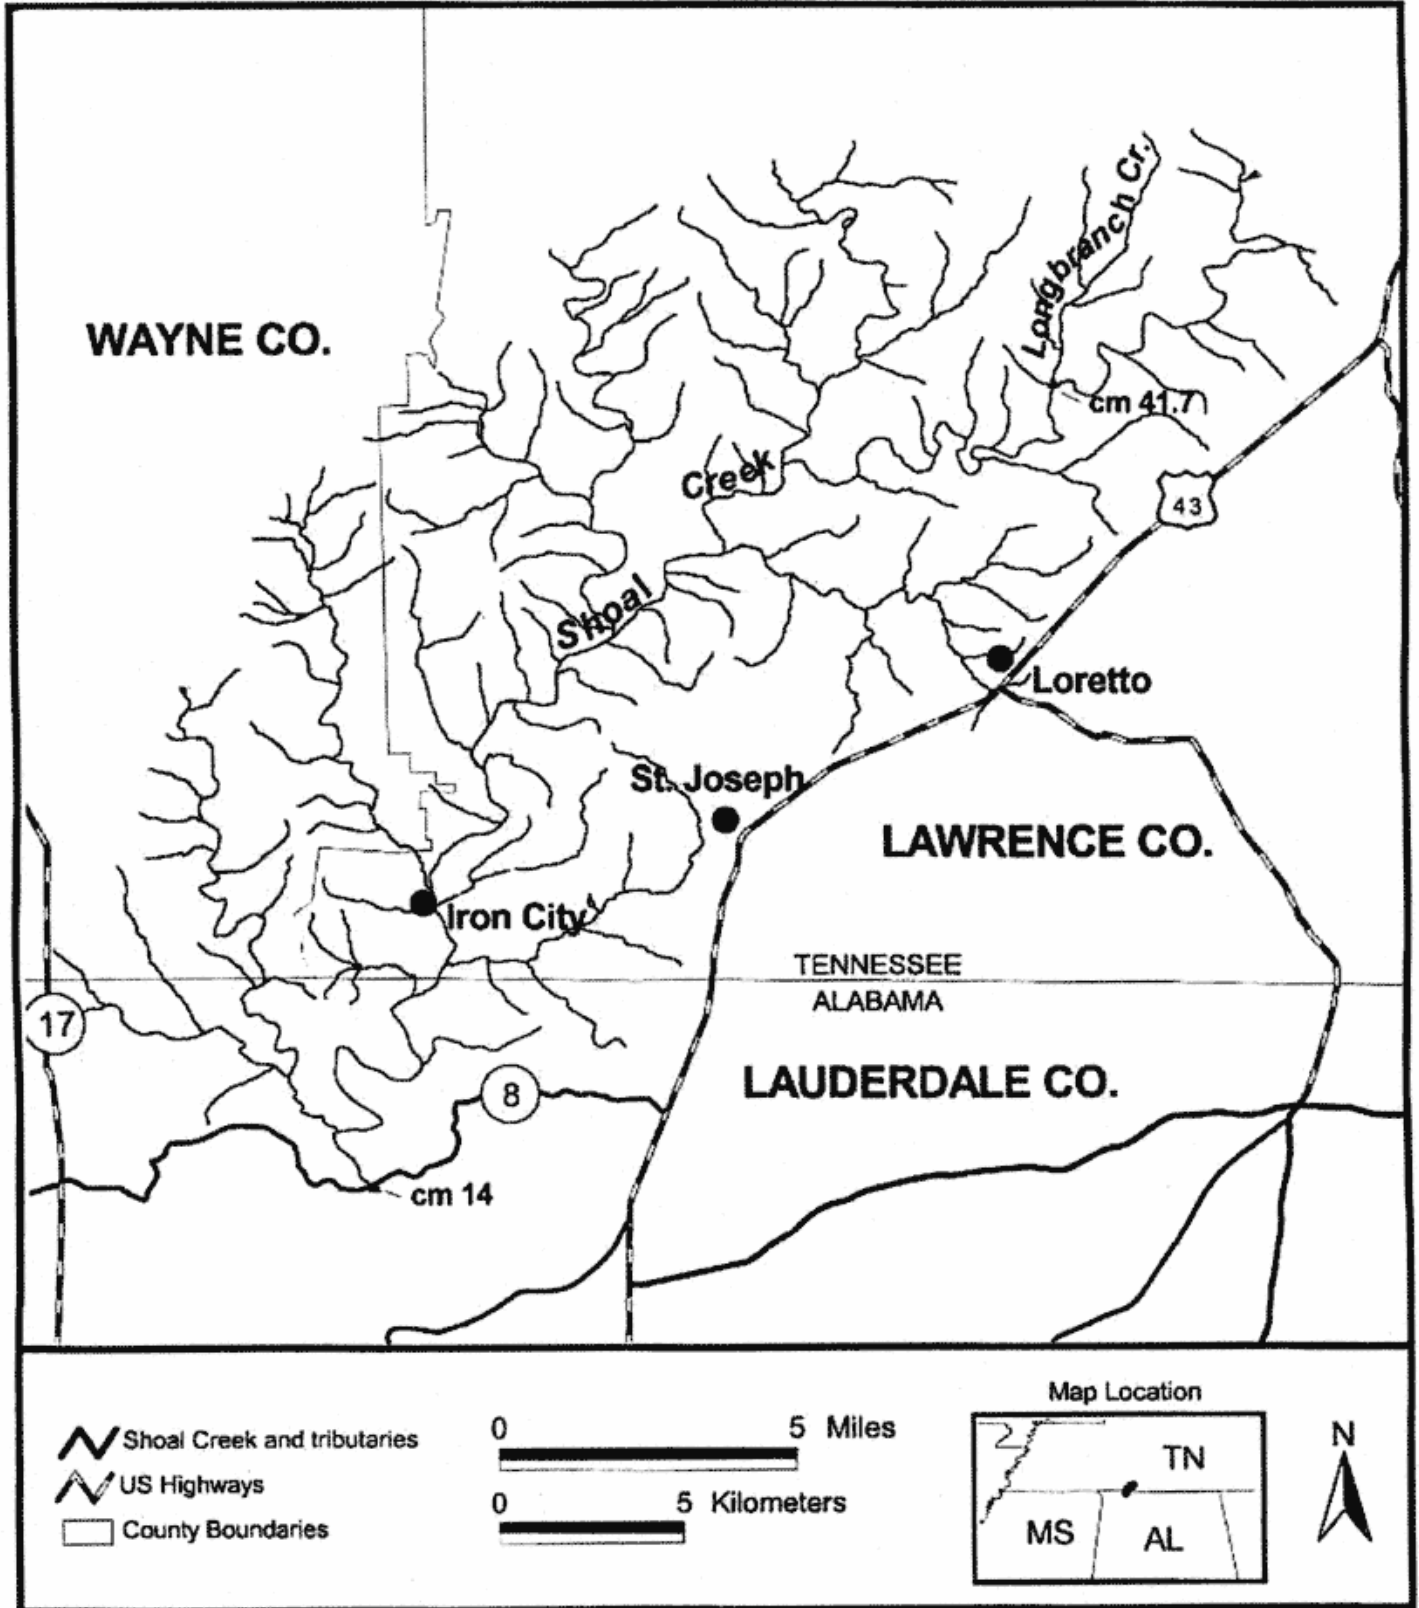 Longbranch Cr.
WAYNE CO.
cm 41.7
Creek
43
Shoal
Loretto
St. Joseph
LAWRENCE CO.
Iron City
TENNESSEE
ALABAMA
17
LAUDERDALE CO.
8
cm 14
Map Location
0 5 Miles
Shoal Creek and tributaries
N
TN
US Highways
0 5 Kilometers
County Boundaries
MS
AL